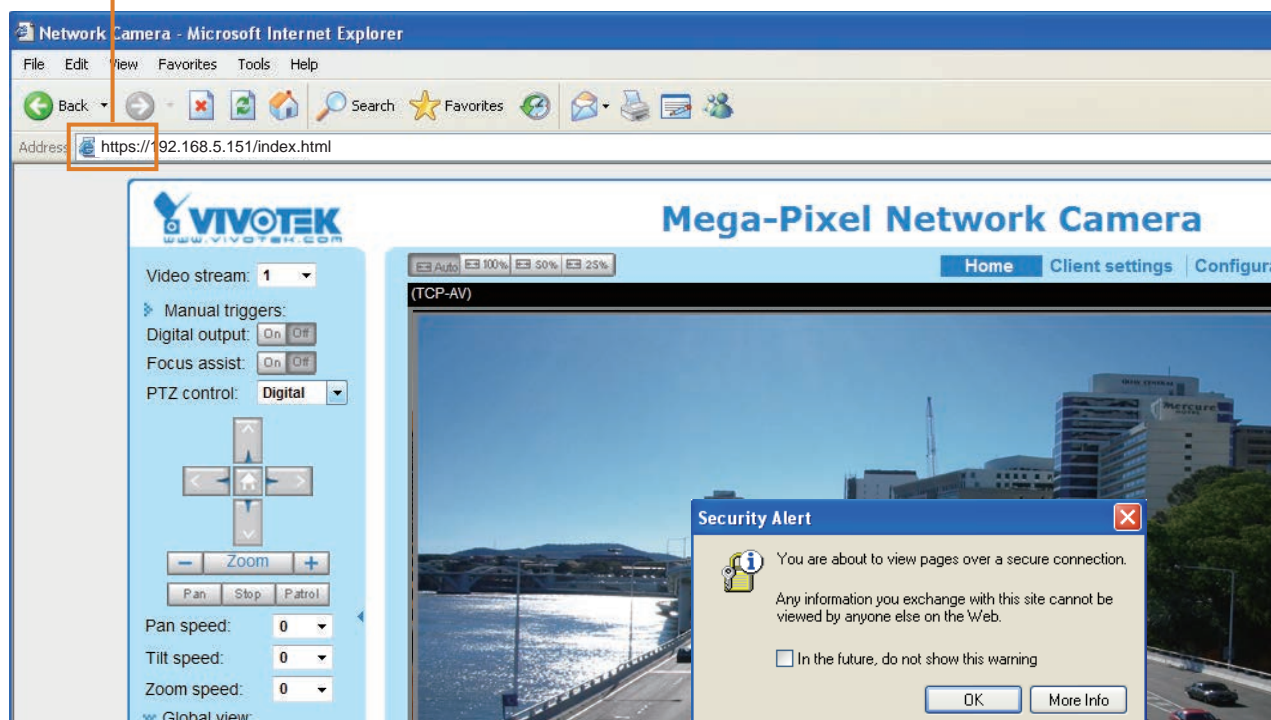 Network Camera - Microsoft Internet Explorer
File Edit View Favorites Tools Help
Back Search Favorites
Address https://192.168.5.151/index.html
VIVOTEK
www.vivotek.com
Mega-Pixel Network Camera
Auto 100% 50% 25%
Home Client settings
(TCP-AV)
Video stream: 1
Manual triggers:
Digital output: On Off
Focus assist: On Off
PTZ control: Digital
Zoom
Pan Stop Patrol
Pan speed: 0
Tilt speed: 0
Zoom speed: 0
Global view:
Mercure
Security Alert
You are about to view pages over a secure connection.
Any information you exchange with this site cannot be
viewed by anyone else on the Web.
In the future, do not show this warning
OK More Info